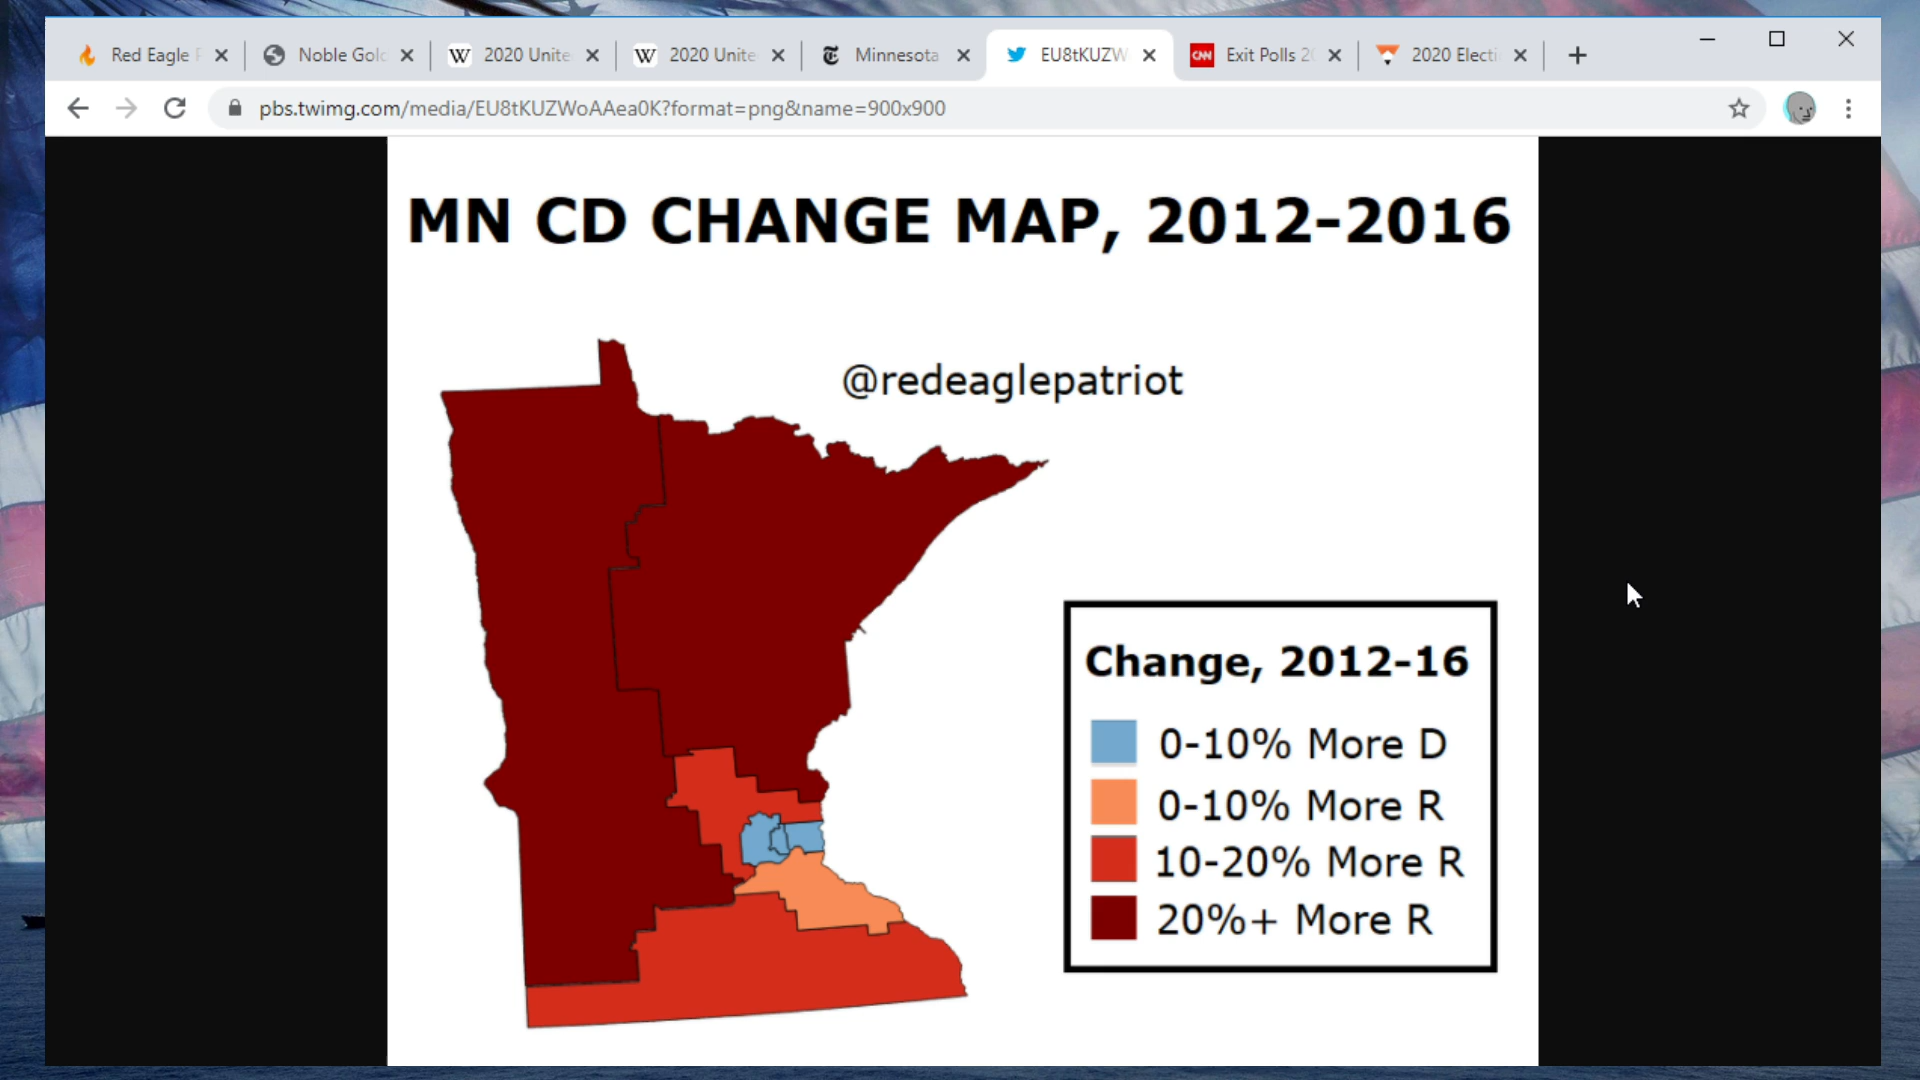 Red Eagle
Noble Gol
2020 Unite
2020 Unite
Minnesota
EU8tKUZW
CNN
Exit Polls 2
2020 Electi
pbs.twimg.com/media/EU8tKUZWoAAea0K?format=png&name=900x900
MN CD CHANGE MAP, 2012-2016
@redeaglepatriot
Change, 2012-16
0-10% More D
0-10% More R
10-20% More R
20%+ More R